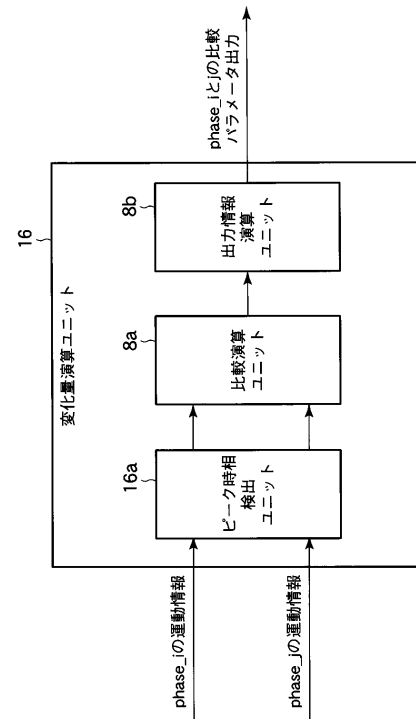 16
変化量演算ユニット
phase_iの運動情報
phase_jの運動情報
16a
ピーク時相
検出
ユニット
8a
比較演算
ユニット
8b
出力情報
演算
ユニット
phase_iとjの比較
パラメータ出力